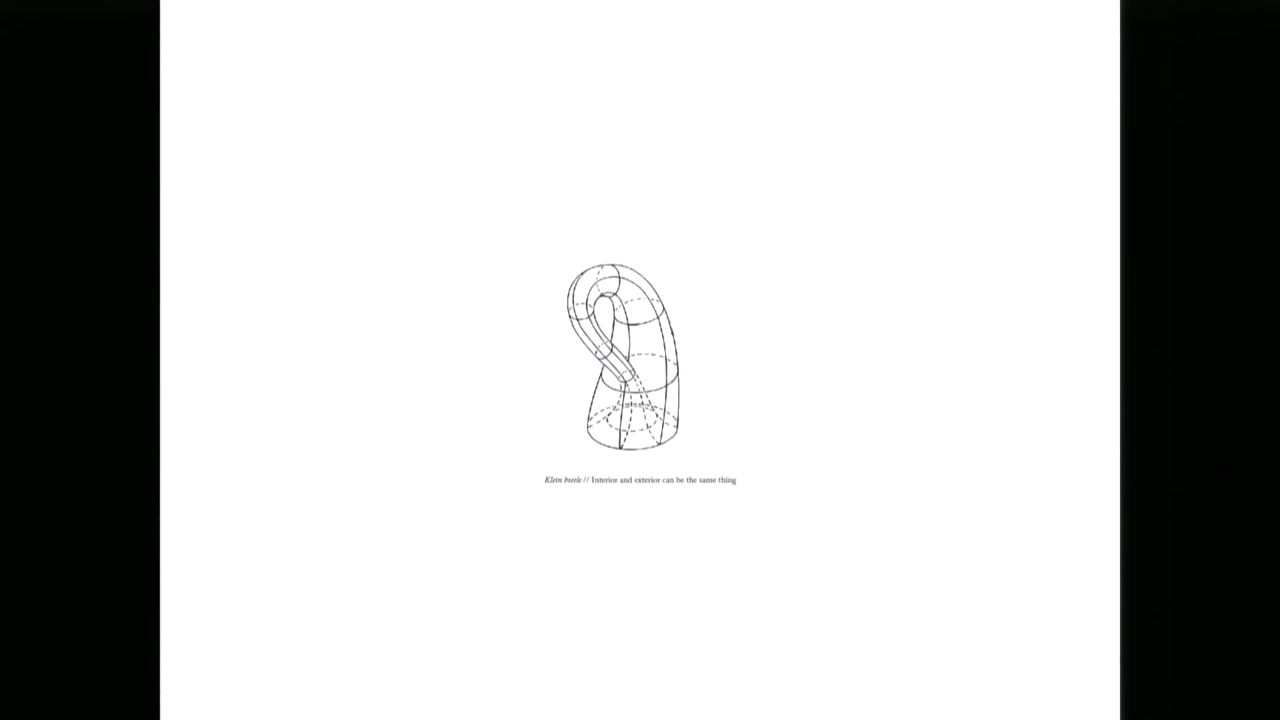 Klein bottle // Interior and exterior can be the same thing